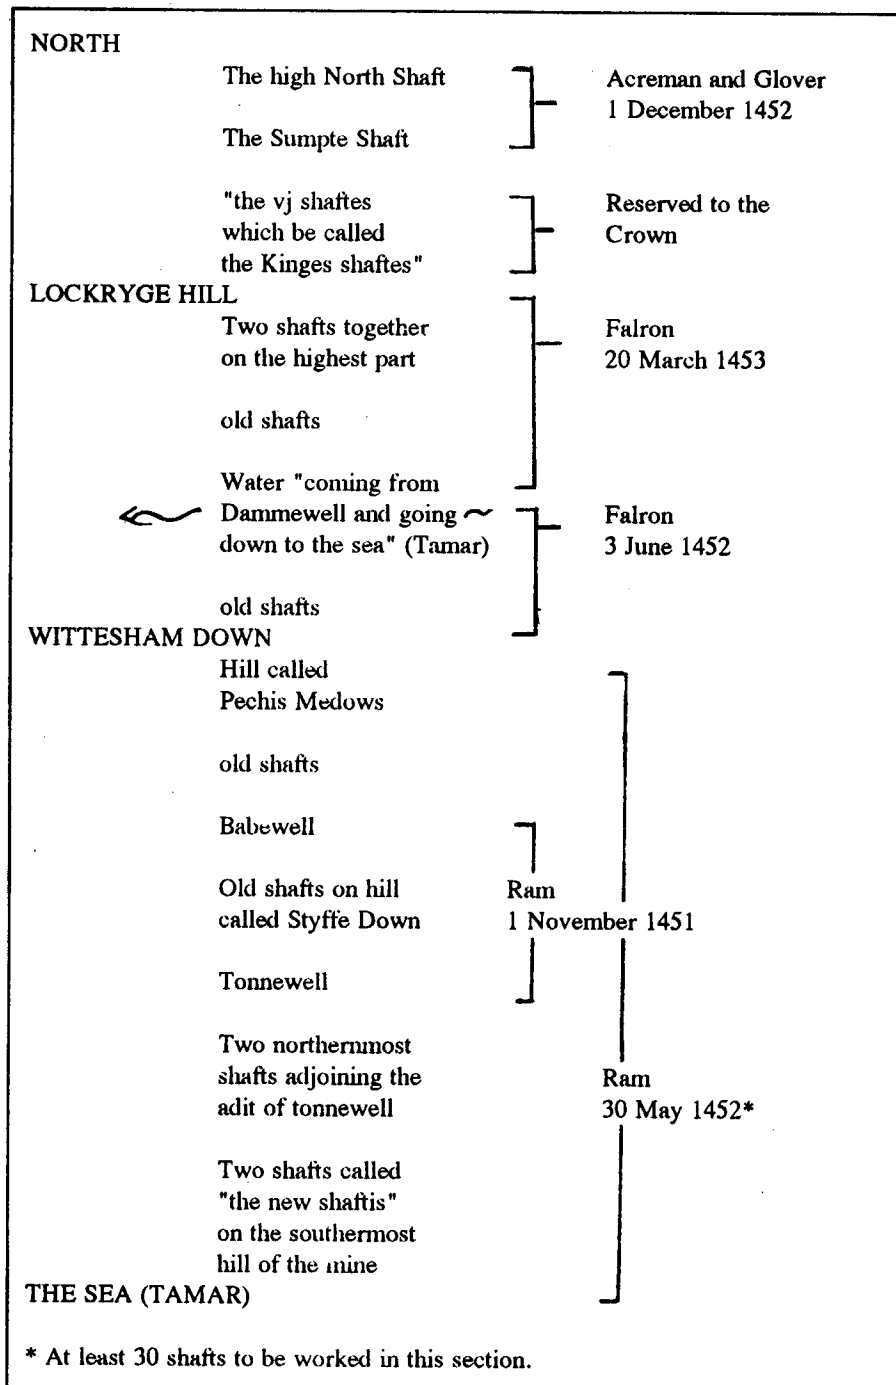 NORTH
The high North Shaft
Acreman and Glover
1 December 1452
The Sumpte Shaft
"the vj shaftes
which be called
the Kinges shaftes"
Reserved to the
Crown
LOCKRYGE HILL
Two shafts together
on the highest part
Falron
20 March 1453
old shafts
Water "coming from
Dammewell and going
down to the sea" (Tamar)
Falron
3 June 1452
old shafts
WITTESHAM DOWN
Hill called
Pechis Medows
old shafts
Babewell
Old shafts on hill
called Styffe Down
Ram
1 November 1451
Tonnewell
Two northernmost
shafts adjoining the
adit of tonnewell
Ram
30 May 1452*
Two shafts called
"the new shaftis"
on the southermost
hill of the mine
THE SEA (TAMAR)
* At least 30 shafts to be worked in this section.